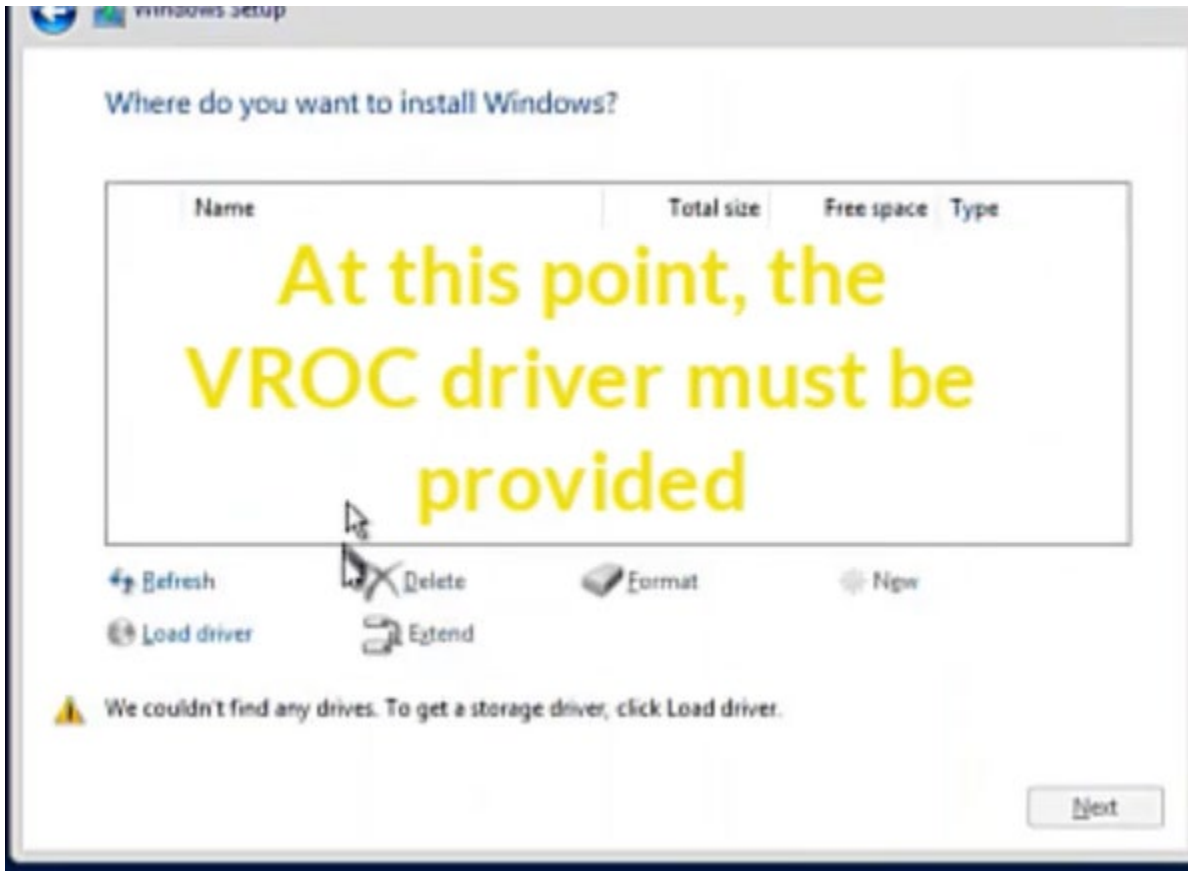 Windows Setup
Where do you want to install Windows?
Name Total size Free space Type
At this point, the
VROC driver must be
provided
Refresh Delete Format New
Load driver Extend
We couldn't find any drives. To get a storage driver, click Load driver.
Next